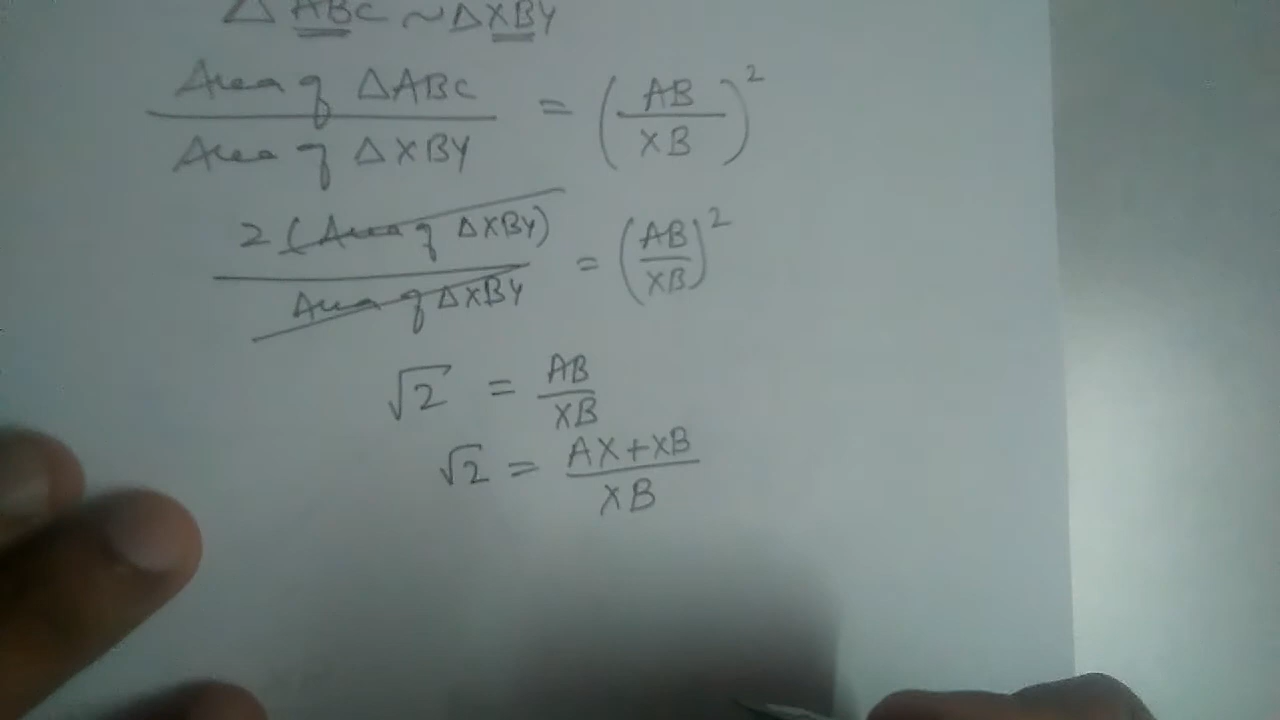 △ ABC ~ △XBY
Area of △ABC / Area of △XBY = (AB / XB)²
2 (Area of △XBY) / Area of △XBY = (AB / XB)²
√2 = AB / XB
√2 = AX+XB / XB